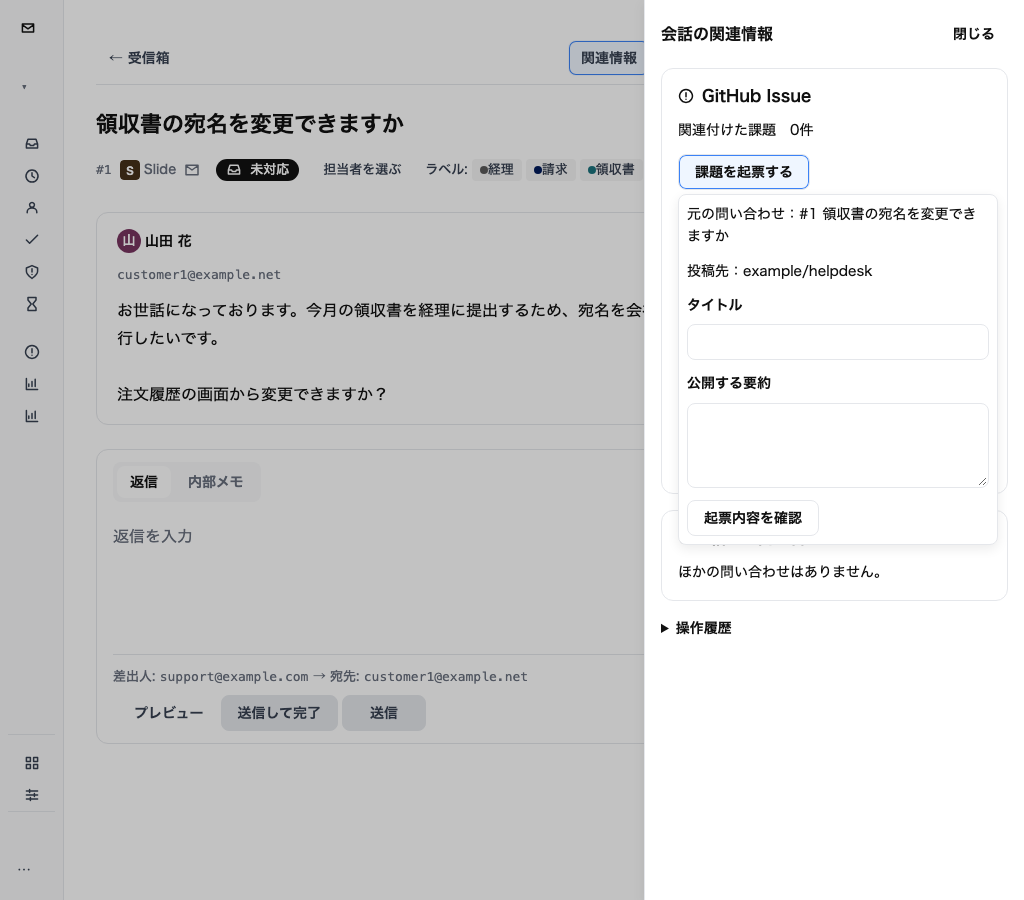 ← 受信箱
関連情報
領収書の宛名を変更できますか
#1 S Slide 未対応 担当者を選ぶ ラベル: 経理 請求 領収書
山 山田 花
customer1@example.net
お世話になっております。今月の領収書を経理に提出するため、宛名を会
行したいです。
注文履歴の画面から変更できますか？
返信 内部メモ
返信を入力
差出人: support@example.com → 宛先: customer1@example.net
プレビュー 送信して完了 送信
会話の関連情報 閉じる
GitHub Issue
関連付けた課題 0件
課題を起票する
元の問い合わせ：#1 領収書の宛名を変更でき
ますか
投稿先：example/helpdesk
タイトル
公開する要約
起票内容を確認
ほかの問い合わせはありません。
▶ 操作履歴